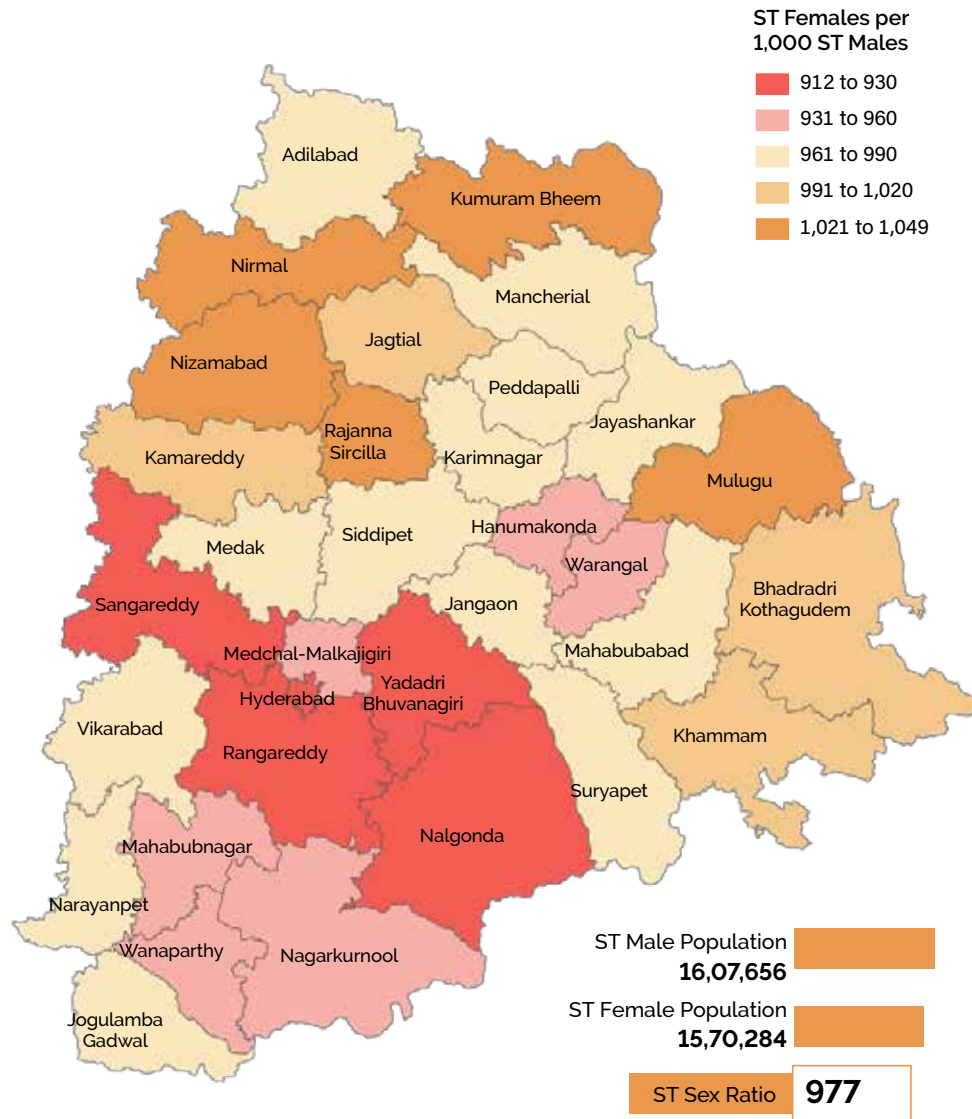 ST Females per
1,000 ST Males
912 to 930
931 to 960
961 to 990
991 to 1,020
1,021 to 1,049
Adilabad
Kumuram Bheem
Nirmal
Mancherial
Jagtial
Nizamabad
Peddapalli
Jayashankar
Rajanna
Sircilla
Kamareddy
Karimnagar
Mulugu
Hanumakonda
Siddipet
Medak
Warangal
Bhadradri
Kothagudem
Sangareddy
Jangaon
Mahabubabad
Medchal-Malkajigiri
Yadadri
Bhuvanagiri
Hyderabad
Vikarabad
Rangareddy
Khammam
Suryapet
Nalgonda
Mahabubnagar
Narayanpet
Wanaparthy
Nagarkurnool
Jogulamba
Gadwal
ST Male Population
16,07,656
ST Female Population
15,70,284
ST Sex Ratio 977